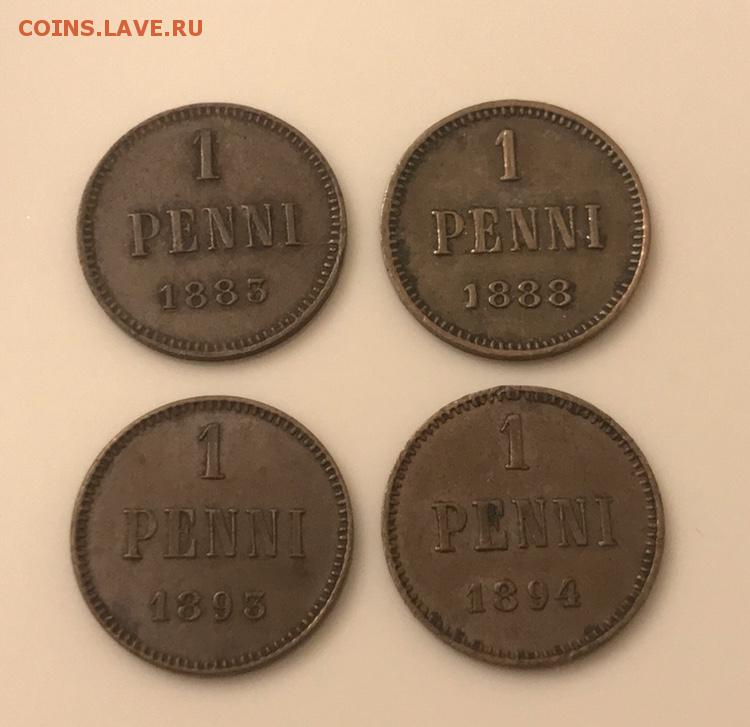 COINS.LAVE.RU
1
PENNI
1883
1
PENNI
1888
1
PENNI
1893
1
PENNI
1894